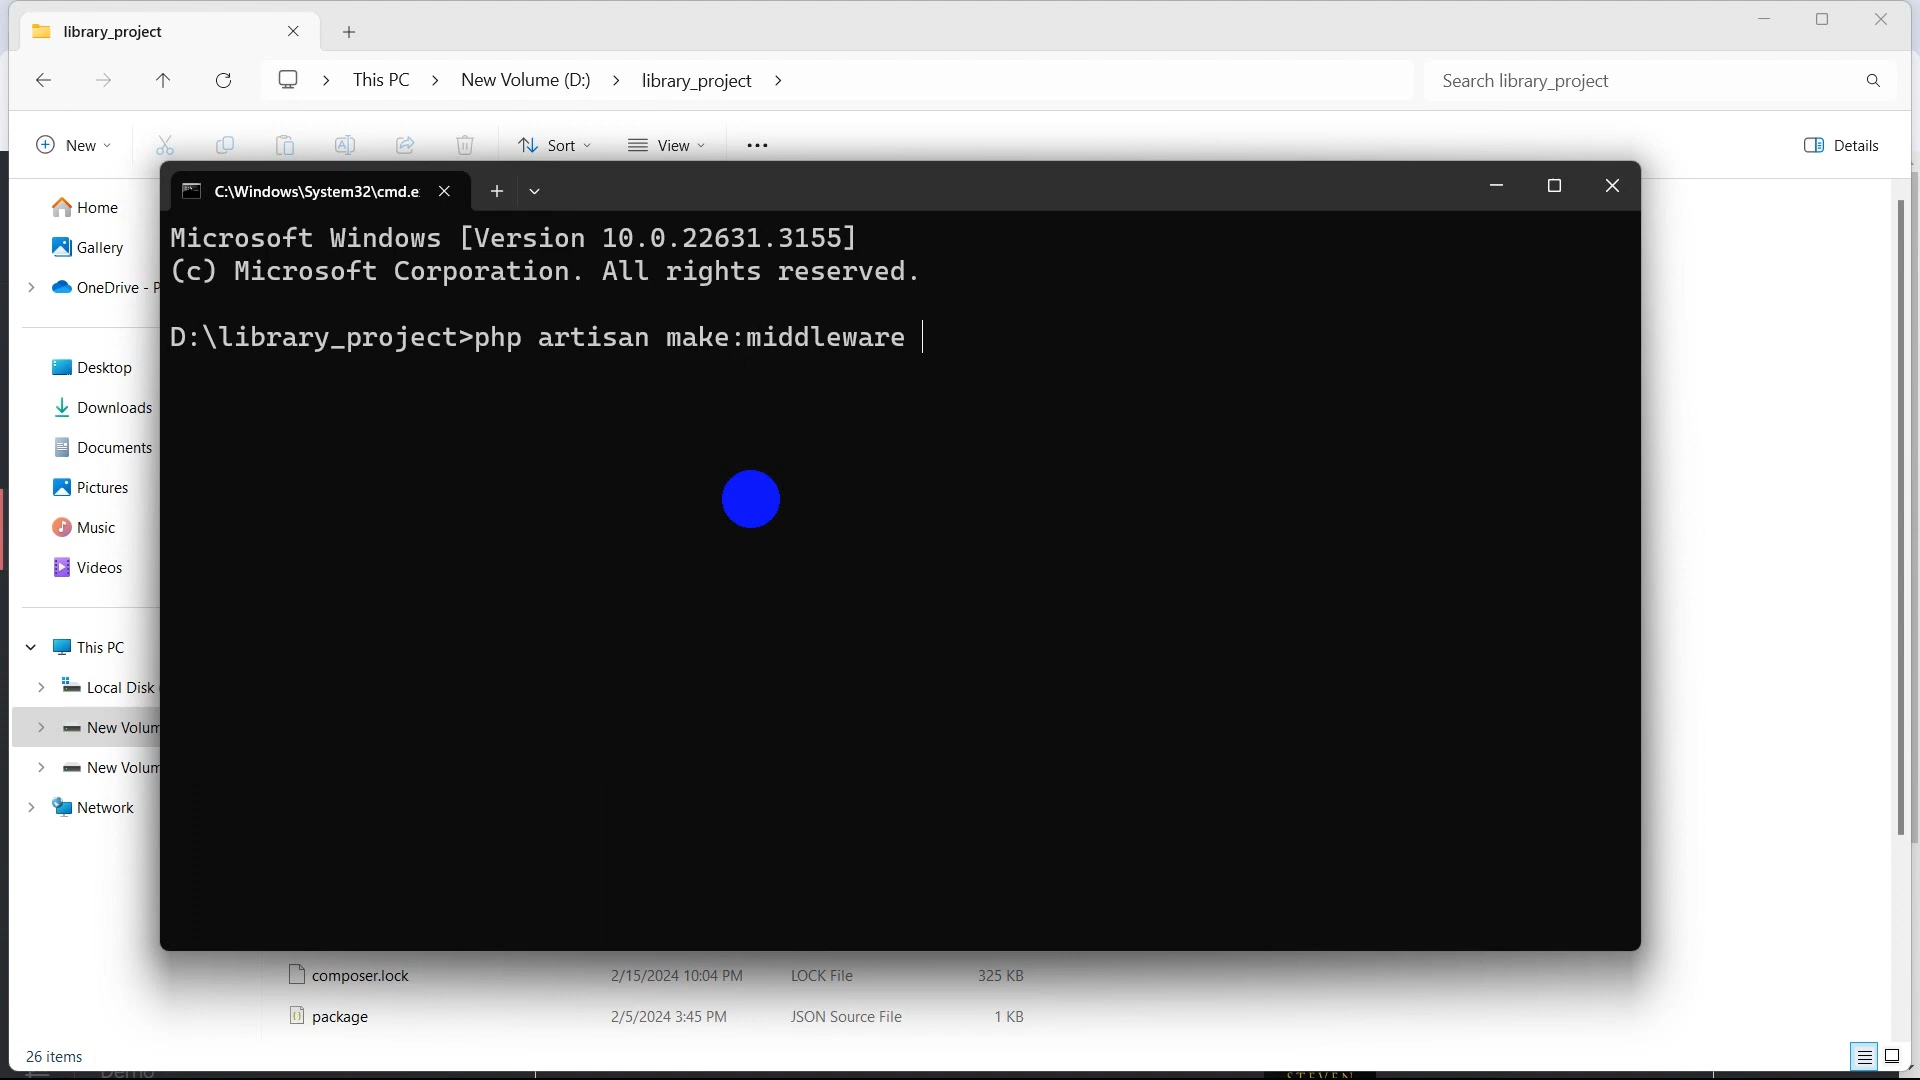 library_project
This PC
New Volume (D:)
library_project
Search library_project
New
Sort
View
Details
C:\Windows\System32\cmd.e
Microsoft Windows [Version 10.0.22631.3155]
(c) Microsoft Corporation. All rights reserved.
D:\library_project>php artisan make:middleware
Home
Gallery
OneDrive - P
Desktop
Downloads
Documents
Pictures
Music
Videos
This PC
Local Disk
New Volum
New Volum
Network
composer.lock 2/15/2024 10:04 PM LOCK File 325 KB
package 2/5/2024 3:45 PM JSON Source File 1 KB
26 items
Demo
STEVEN